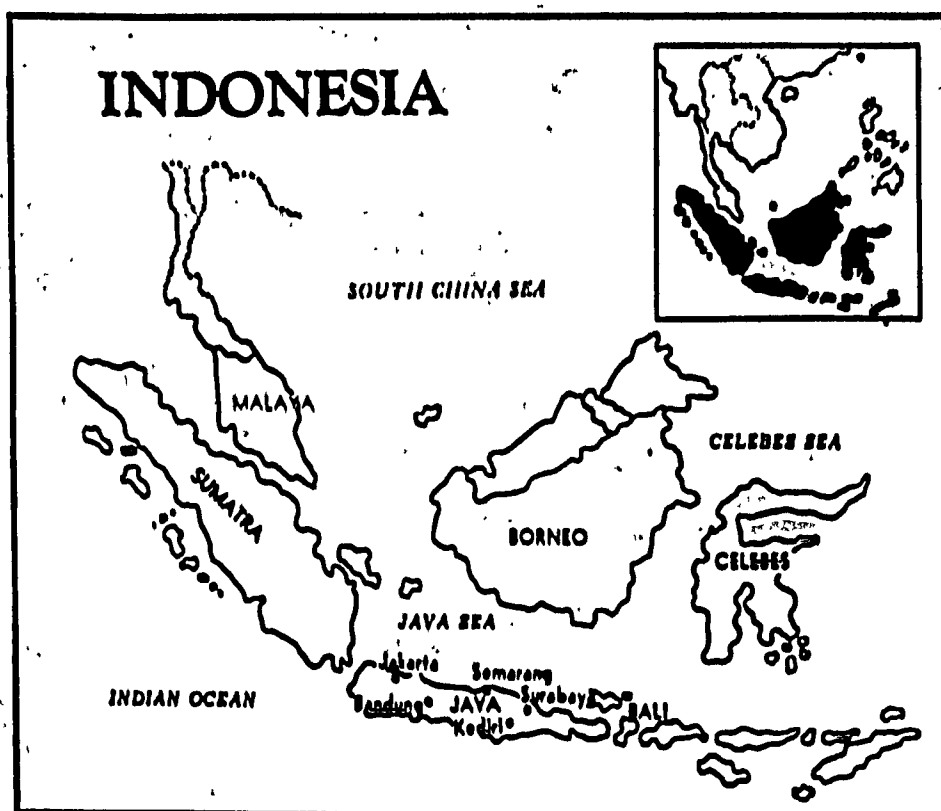 INDONESIA
SOUTH CHINA SEA
MALAYA
CELEBES SEA
SUMATRA
BORNEO
CELEBES
JAVA SEA
Jakarta
Semarang
INDIAN OCEAN
Bandung
JAVA
Surabaya
BALI
Kediri